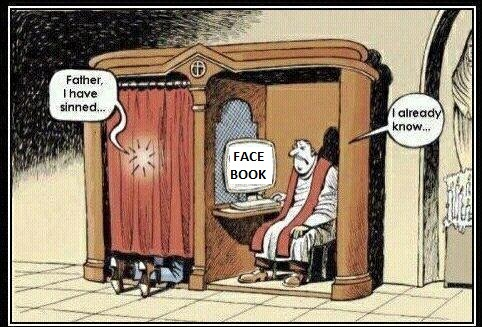 Father,
I have
sinned...
FACE
BOOK
I already
know...